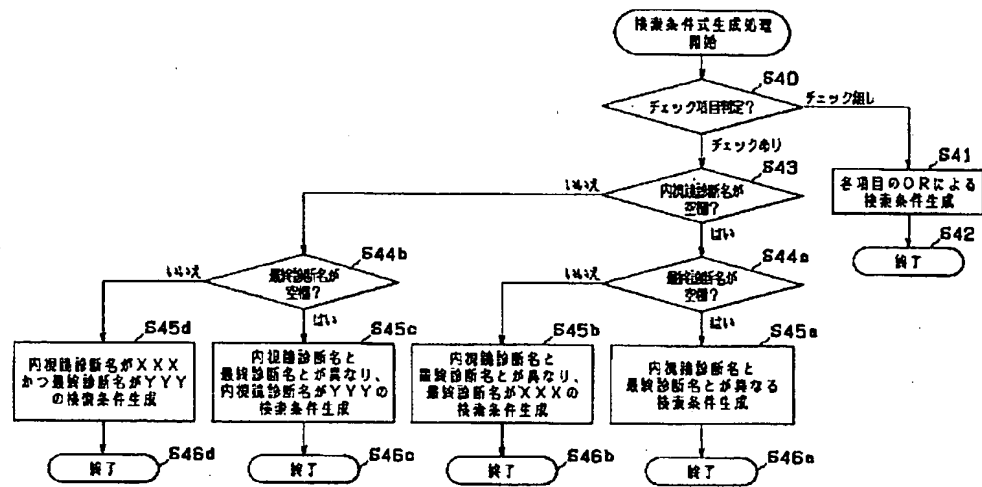 検索条件式生成処理
開始
S40
チェック項目判定?
チェック無し
チェックあり
S43
S41
いいえ
内視鏡診断名が
空欄?
各項目のORによる
検索条件生成
はい
S42
終了
S44b
S44a
いいえ
最終診断名が
空欄?
いいえ
最終診断名が
空欄?
はい
はい
S45d
S45c
S45b
S45a
内視鏡診断名がXXX
かつ最終診断名がYYY
の検索条件生成
内視鏡診断名と
最終診断名とが異なり、
内視鏡診断名がYYYの
検索条件生成
内視鏡診断名と
最終診断名とが異なり、
最終診断名がXXXの
検索条件生成
内視鏡診断名と
最終診断名とが異なる
検索条件生成
S46d
S46c
S46b
S46a
終了
終了
終了
終了